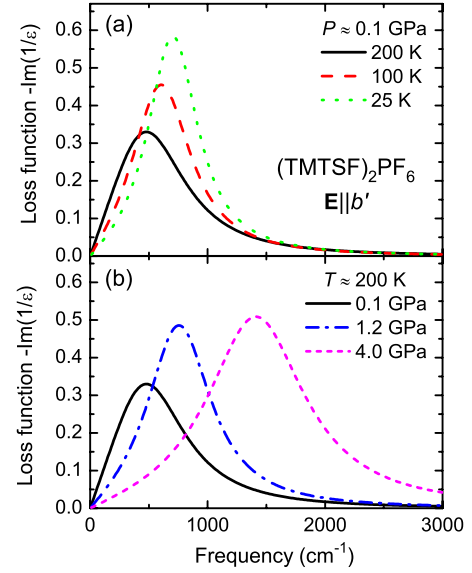 (a)
P ≈ 0.1 GPa
200 K
100 K
25 K
(TMTSF)₂PF₆
E||b'
Loss function -Im(1/ε)
0.6
0.5
0.4
0.3
0.2
0.1
0.0
(b)
T ≈ 200 K
0.1 GPa
1.2 GPa
4.0 GPa
Loss function -Im(1/ε)
0.6
0.5
0.4
0.3
0.2
0.1
0.0
0 1000 2000 3000
Frequency (cm⁻¹)